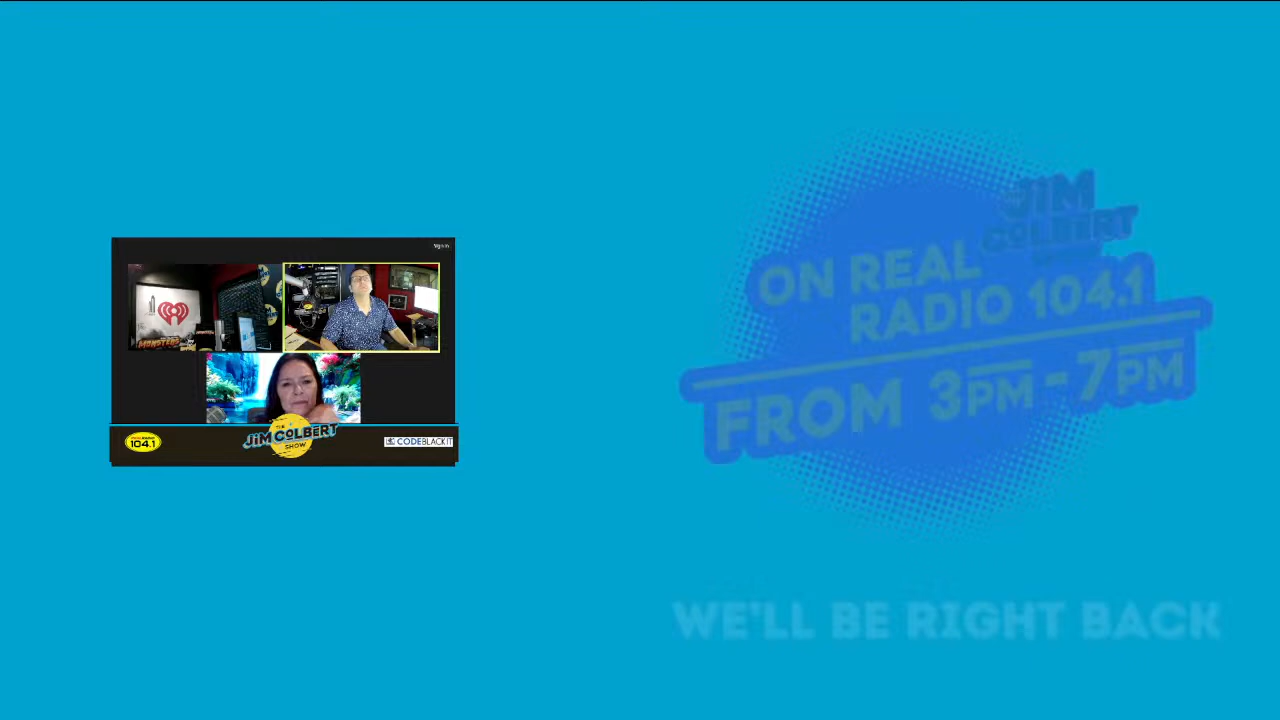 JIM
COLBERT
ON REAL
RADIO 104.1
FROM 3PM-7PM
WE'LL BE RIGHT BACK
MONSTERS
104.1
THE
JIM COLBERT
SHOW
CODEBLACKIT